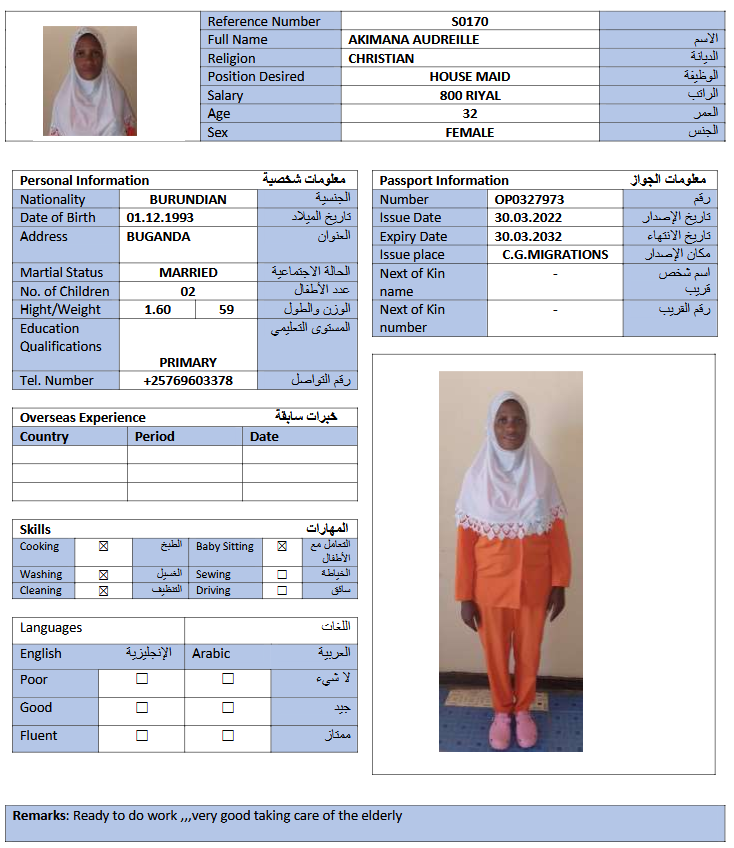 Reference Number S0170
Full Name AKIMANA AUDREILLE الاسم
Religion CHRISTIAN الديانة
Position Desired HOUSE MAID الوظيفة
Salary 800 RIYAL الراتب
Age 32 العمر
Sex FEMALE الجنس
Personal Information معلومات شخصية
Nationality BURUNDIAN الجنسية
Date of Birth 01.12.1993 تاريخ الميلاد
Address BUGANDA العنوان
Martial Status MARRIED الحالة الاجتماعية
No. of Children 02 عدد الأطفال
Hight/Weight 1.60 59 الوزن والطول
Education المستوى التعليمي
Qualifications
PRIMARY
Tel. Number +25769603378 رقم التواصل
Passport Information معلومات الجواز
Number OP0327973 رقم
Issue Date 30.03.2022 تاريخ الإصدار
Expiry Date 30.03.2032 تاريخ الانتهاء
Issue place C.G.MIGRATIONS مكان الإصدار
Next of Kin - اسم شخص
name قريب
Next of Kin - رقم القريب
number
Overseas Experience خبرات سابقة
Country Period Date
Skills المهارات
Cooking ☒ الطبخ Baby Sitting ☒ التعامل مع
الأطفال
Washing ☒ الغسيل Sewing ☐ الخياطة
Cleaning ☒ التنظيف Driving ☐ سائق
Languages اللغات
English الإنجليزية Arabic العربية
Poor ☐ ☐ لا شيء
Good ☐ ☐ جيد
Fluent ☐ ☐ ممتاز
Remarks: Ready to do work ,,,very good taking care of the elderly